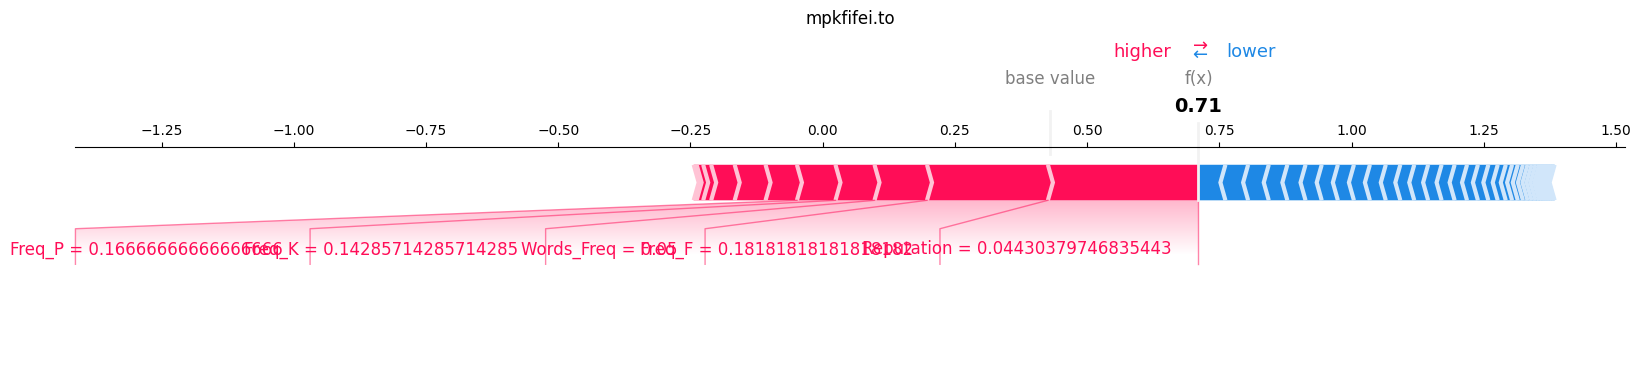 mpkfifei.to
higher ⇄ lower
base value f(x)
0.71
−1.25 −1.00 −0.75 −0.50 −0.25 0.00 0.25 0.50 0.75 1.00 1.25 1.50
Freq_P = 0.16666666666666666 Freq_K = 0.14285714285714285 Words_Freq = 0.05 Freq_F = 0.18181818181818182 Reputation = 0.04430379746835443